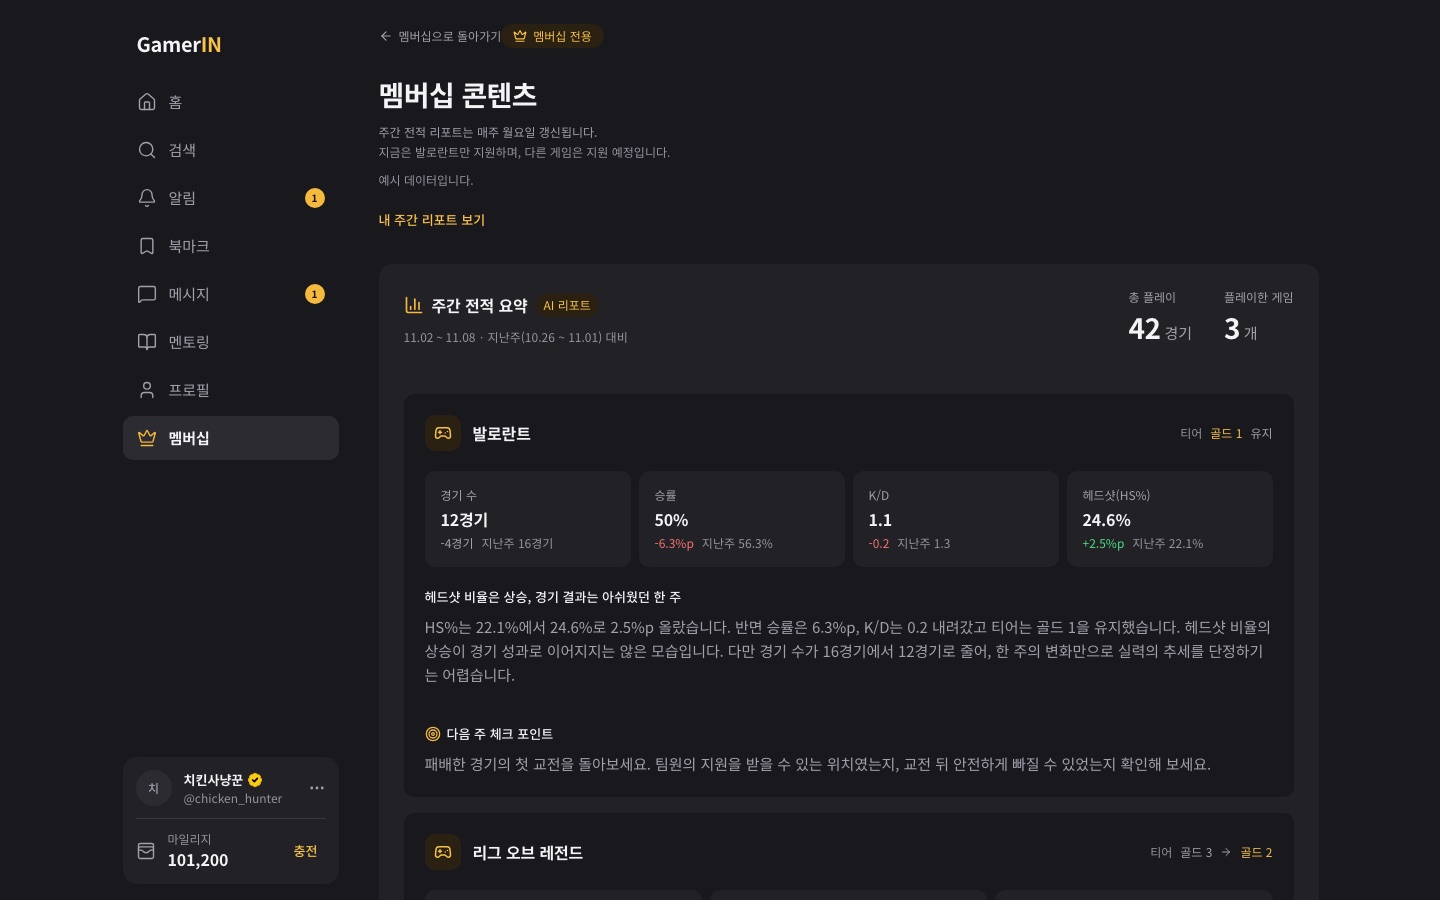 GamerIN
홈
검색
알림 1
북마크
메시지 1
멘토링
프로필
멤버십
치
치킨사냥꾼
@chicken_hunter
마일리지
101,200
충전
멤버십으로 돌아가기 멤버십 전용
멤버십 콘텐츠
주간 전적 리포트는 매주 월요일 갱신됩니다.
지금은 발로란트만 지원하며, 다른 게임은 지원 예정입니다.
예시 데이터입니다.
내 주간 리포트 보기
주간 전적 요약 AI 리포트
11.02 ~ 11.08 · 지난주(10.26 ~ 11.01) 대비
총 플레이
42 경기
플레이한 게임
3 개
발로란트
티어 골드 1 유지
경기 수
12경기
-4경기 지난주 16경기
승률
50%
-6.3%p 지난주 56.3%
K/D
1.1
-0.2 지난주 1.3
헤드샷(HS%)
24.6%
+2.5%p 지난주 22.1%
헤드샷 비율은 상승, 경기 결과는 아쉬웠던 한 주
HS%는 22.1%에서 24.6%로 2.5%p 올랐습니다. 반면 승률은 6.3%p, K/D는 0.2 내려갔고 티어는 골드 1을 유지했습니다. 헤드샷 비율의
상승이 경기 성과로 이어지지는 않은 모습입니다. 다만 경기 수가 16경기에서 12경기로 줄어, 한 주의 변화만으로 실력의 추세를 단정하기
는 어렵습니다.
다음 주 체크 포인트
패배한 경기의 첫 교전을 돌아보세요. 팀원의 지원을 받을 수 있는 위치였는지, 교전 뒤 안전하게 빠질 수 있었는지 확인해 보세요.
리그 오브 레전드
티어 골드 3 → 골드 2